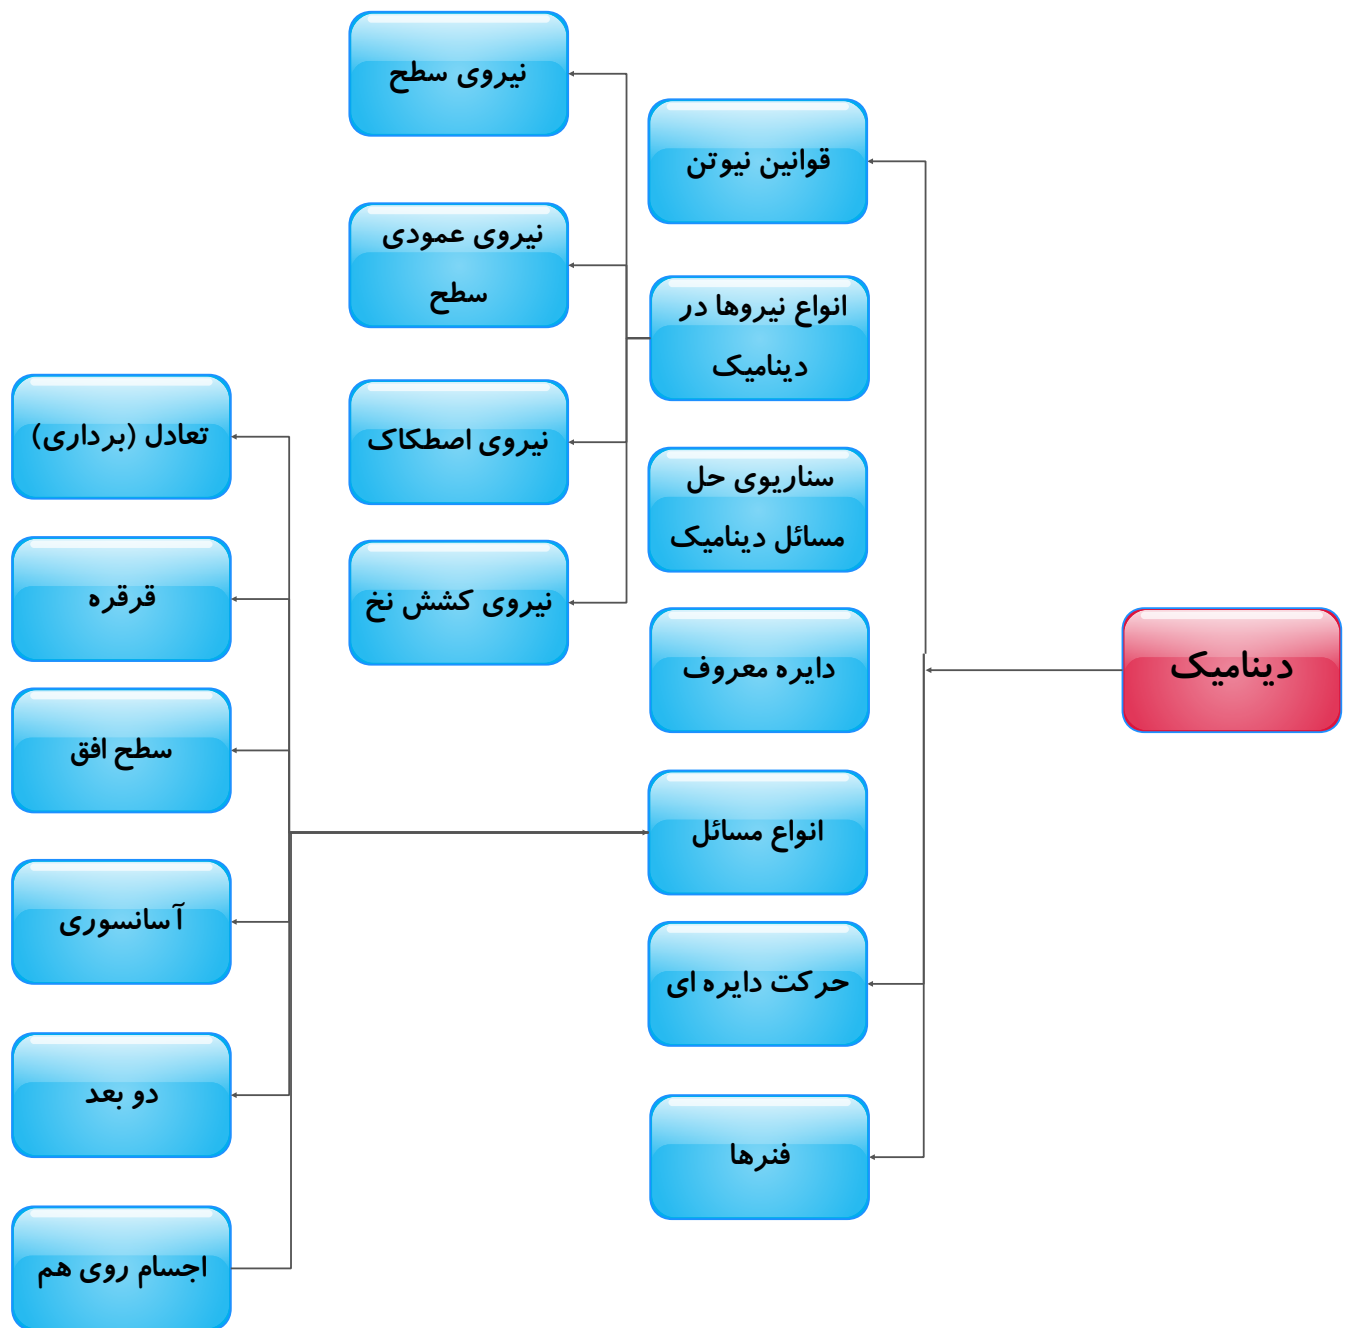 دینامیک
قوانین نیوتن
انواع نیروها در
دینامیک
سناریوی حل
مسائل دینامیک
دایره معروف
انواع مسائل
حرکت دایره ای
فنرها
نیروی سطح
نیروی عمودی
سطح
نیروی اصطکاک
نیروی کشش نخ
تعادل (برداری)
قرقره
سطح افق
آسانسوری
دو بعد
اجسام روی هم